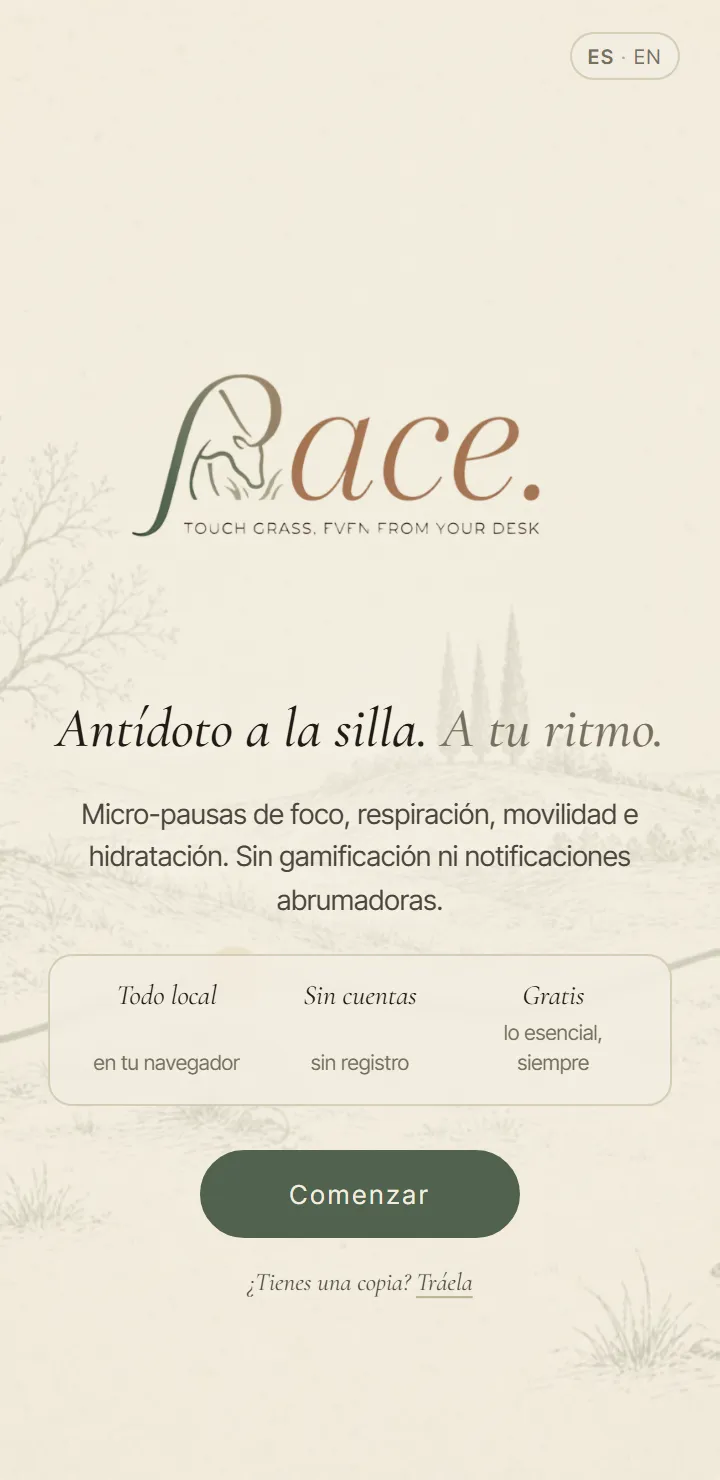 ES · EN
Pace.
TOUCH GRASS, EVEN FROM YOUR DESK
Antídoto a la silla. A tu ritmo.
Micro-pausas de foco, respiración, movilidad e
hidratación. Sin gamificación ni notificaciones
abrumadoras.
Todo local
en tu navegador
Sin cuentas
sin registro
Gratis
lo esencial,
siempre
Comenzar
¿Tienes una copia? Tráela